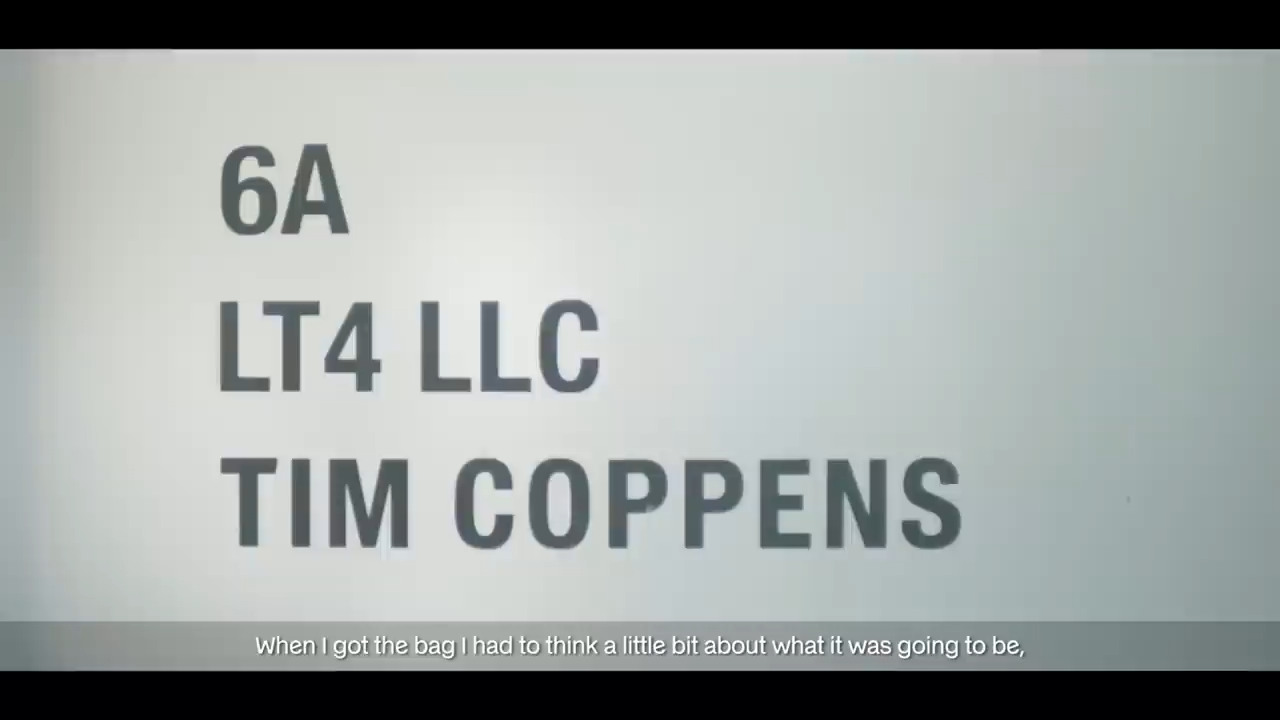 6A
LT4 LLC
TIM COPPENS
When I got the bag I had to think a little bit about what it was going to be,